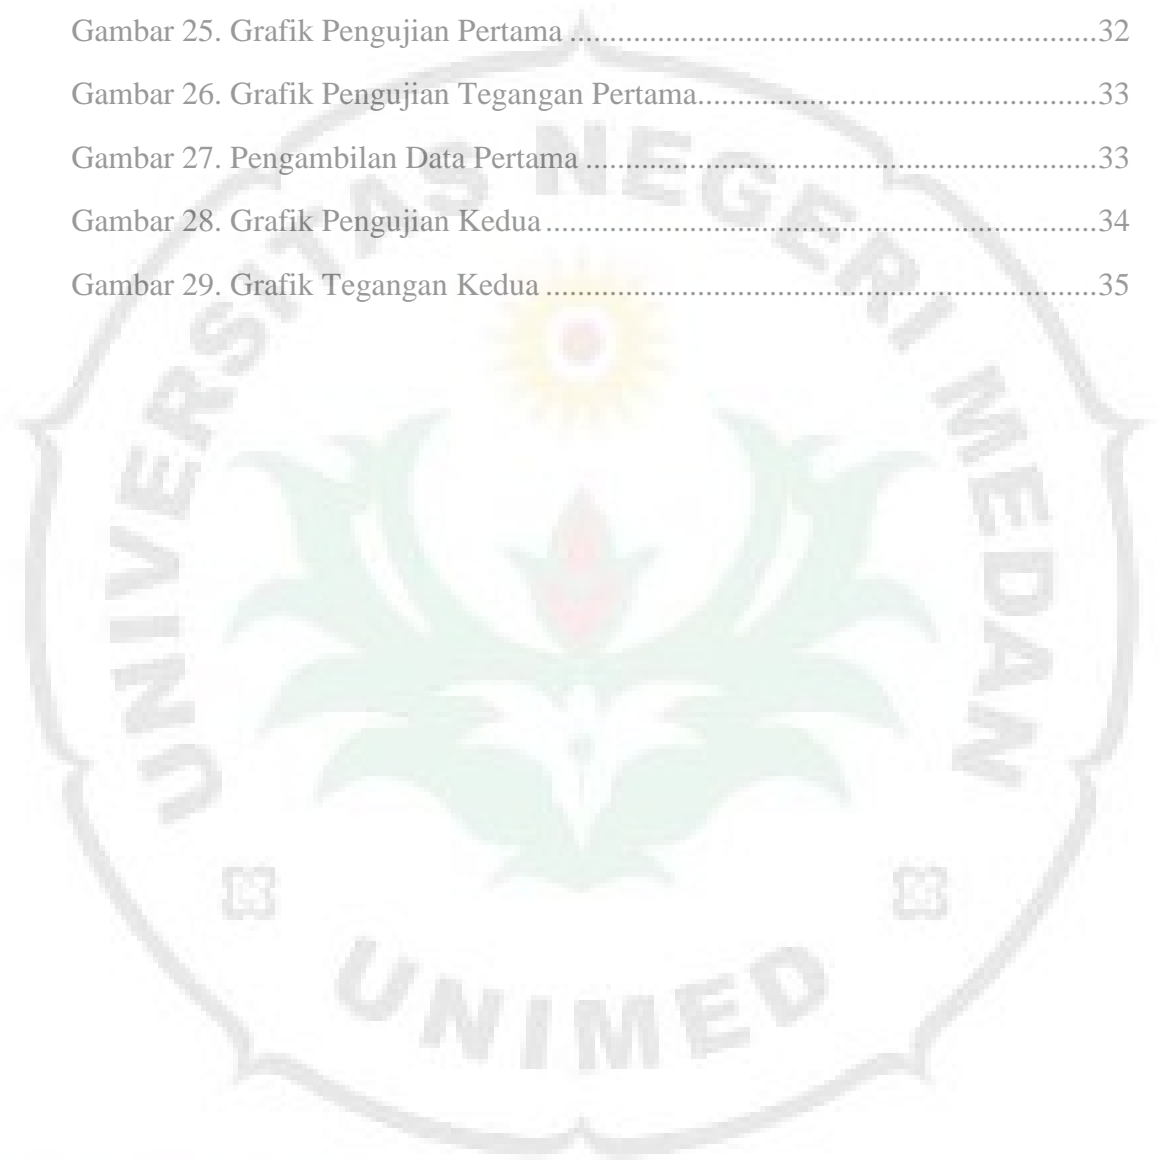 Gambar 25. Grafik Pengujian Pertama ....................................................................32
Gambar 26. Grafik Pengujian Tegangan Pertama....................................................33
Gambar 27. Pengambilan Data Pertama ..................................................................33
Gambar 28. Grafik Pengujian Kedua .......................................................................34
Gambar 29. Grafik Tegangan Kedua .......................................................................35
UNIVERSITAS NEGERI MEDAN
UNIMED